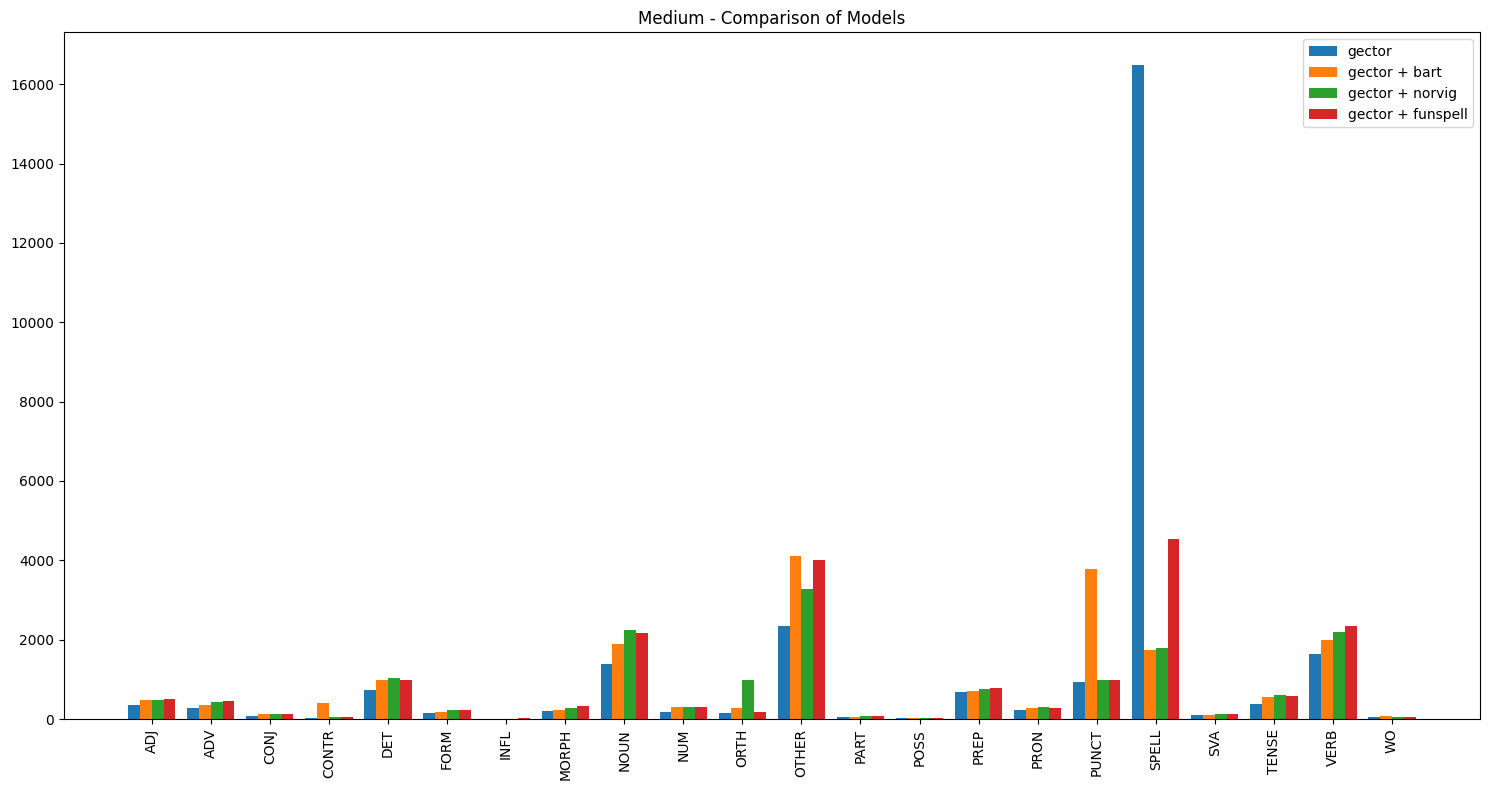 Medium - Comparison of Models
gector
gector + bart
gector + norvig
gector + funspell
16000
14000
12000
10000
8000
6000
4000
2000
0
ADJ
ADV
CONJ
CONTR
DET
FORM
INFL
MORPH
NOUN
NUM
ORTH
OTHER
PART
POSS
PREP
PRON
PUNCT
SPELL
SVA
TENSE
VERB
WO